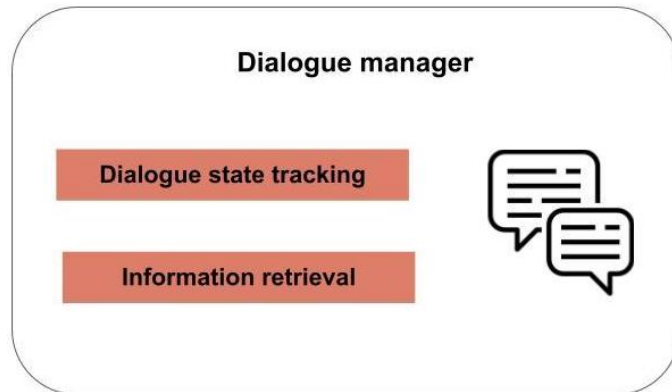 Dialogue manager
Dialogue state tracking
Information retrieval